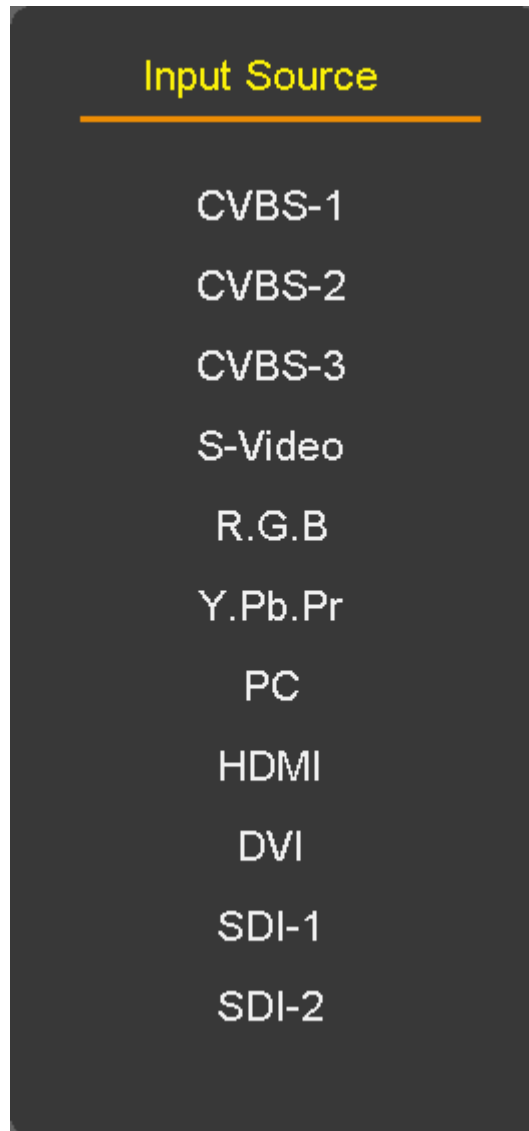 Input Source
CVBS-1
CVBS-2
CVBS-3
S-Video
R.G.B
Y.Pb.Pr
PC
HDMI
DVI
SDI-1
SDI-2